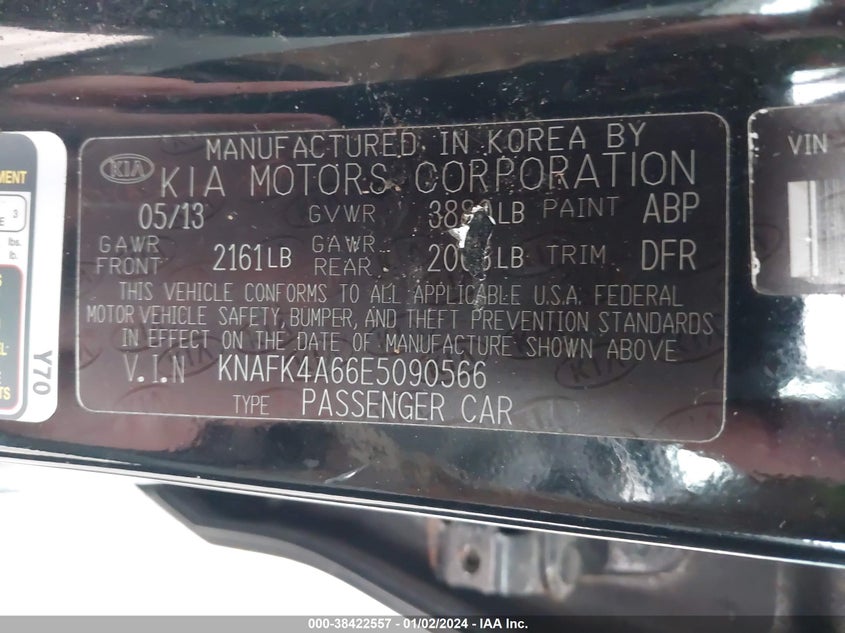 MANUFACTURED IN KOREA BY
KIA KIA MOTORS CORPORATION
05/13 GVWR PAINT ABP
GAWR FRONT 2161LB GAWR REAR TRIM DFR
THIS VEHICLE CONFORMS TO ALL APPLICABLE U.S.A. FEDERAL
MOTOR VEHICLE SAFETY, BUMPER, AND THEFT PREVENTION STANDARDS
IN EFFECT ON THE DATE OF MANUFACTURE SHOWN ABOVE
V.I.N KNAFK4A66E5090566
TYPE PASSENGER CAR
VIN
3
lbs.
lb.
Y70
000-38422557 - 01/02/2024 - IAA Inc.